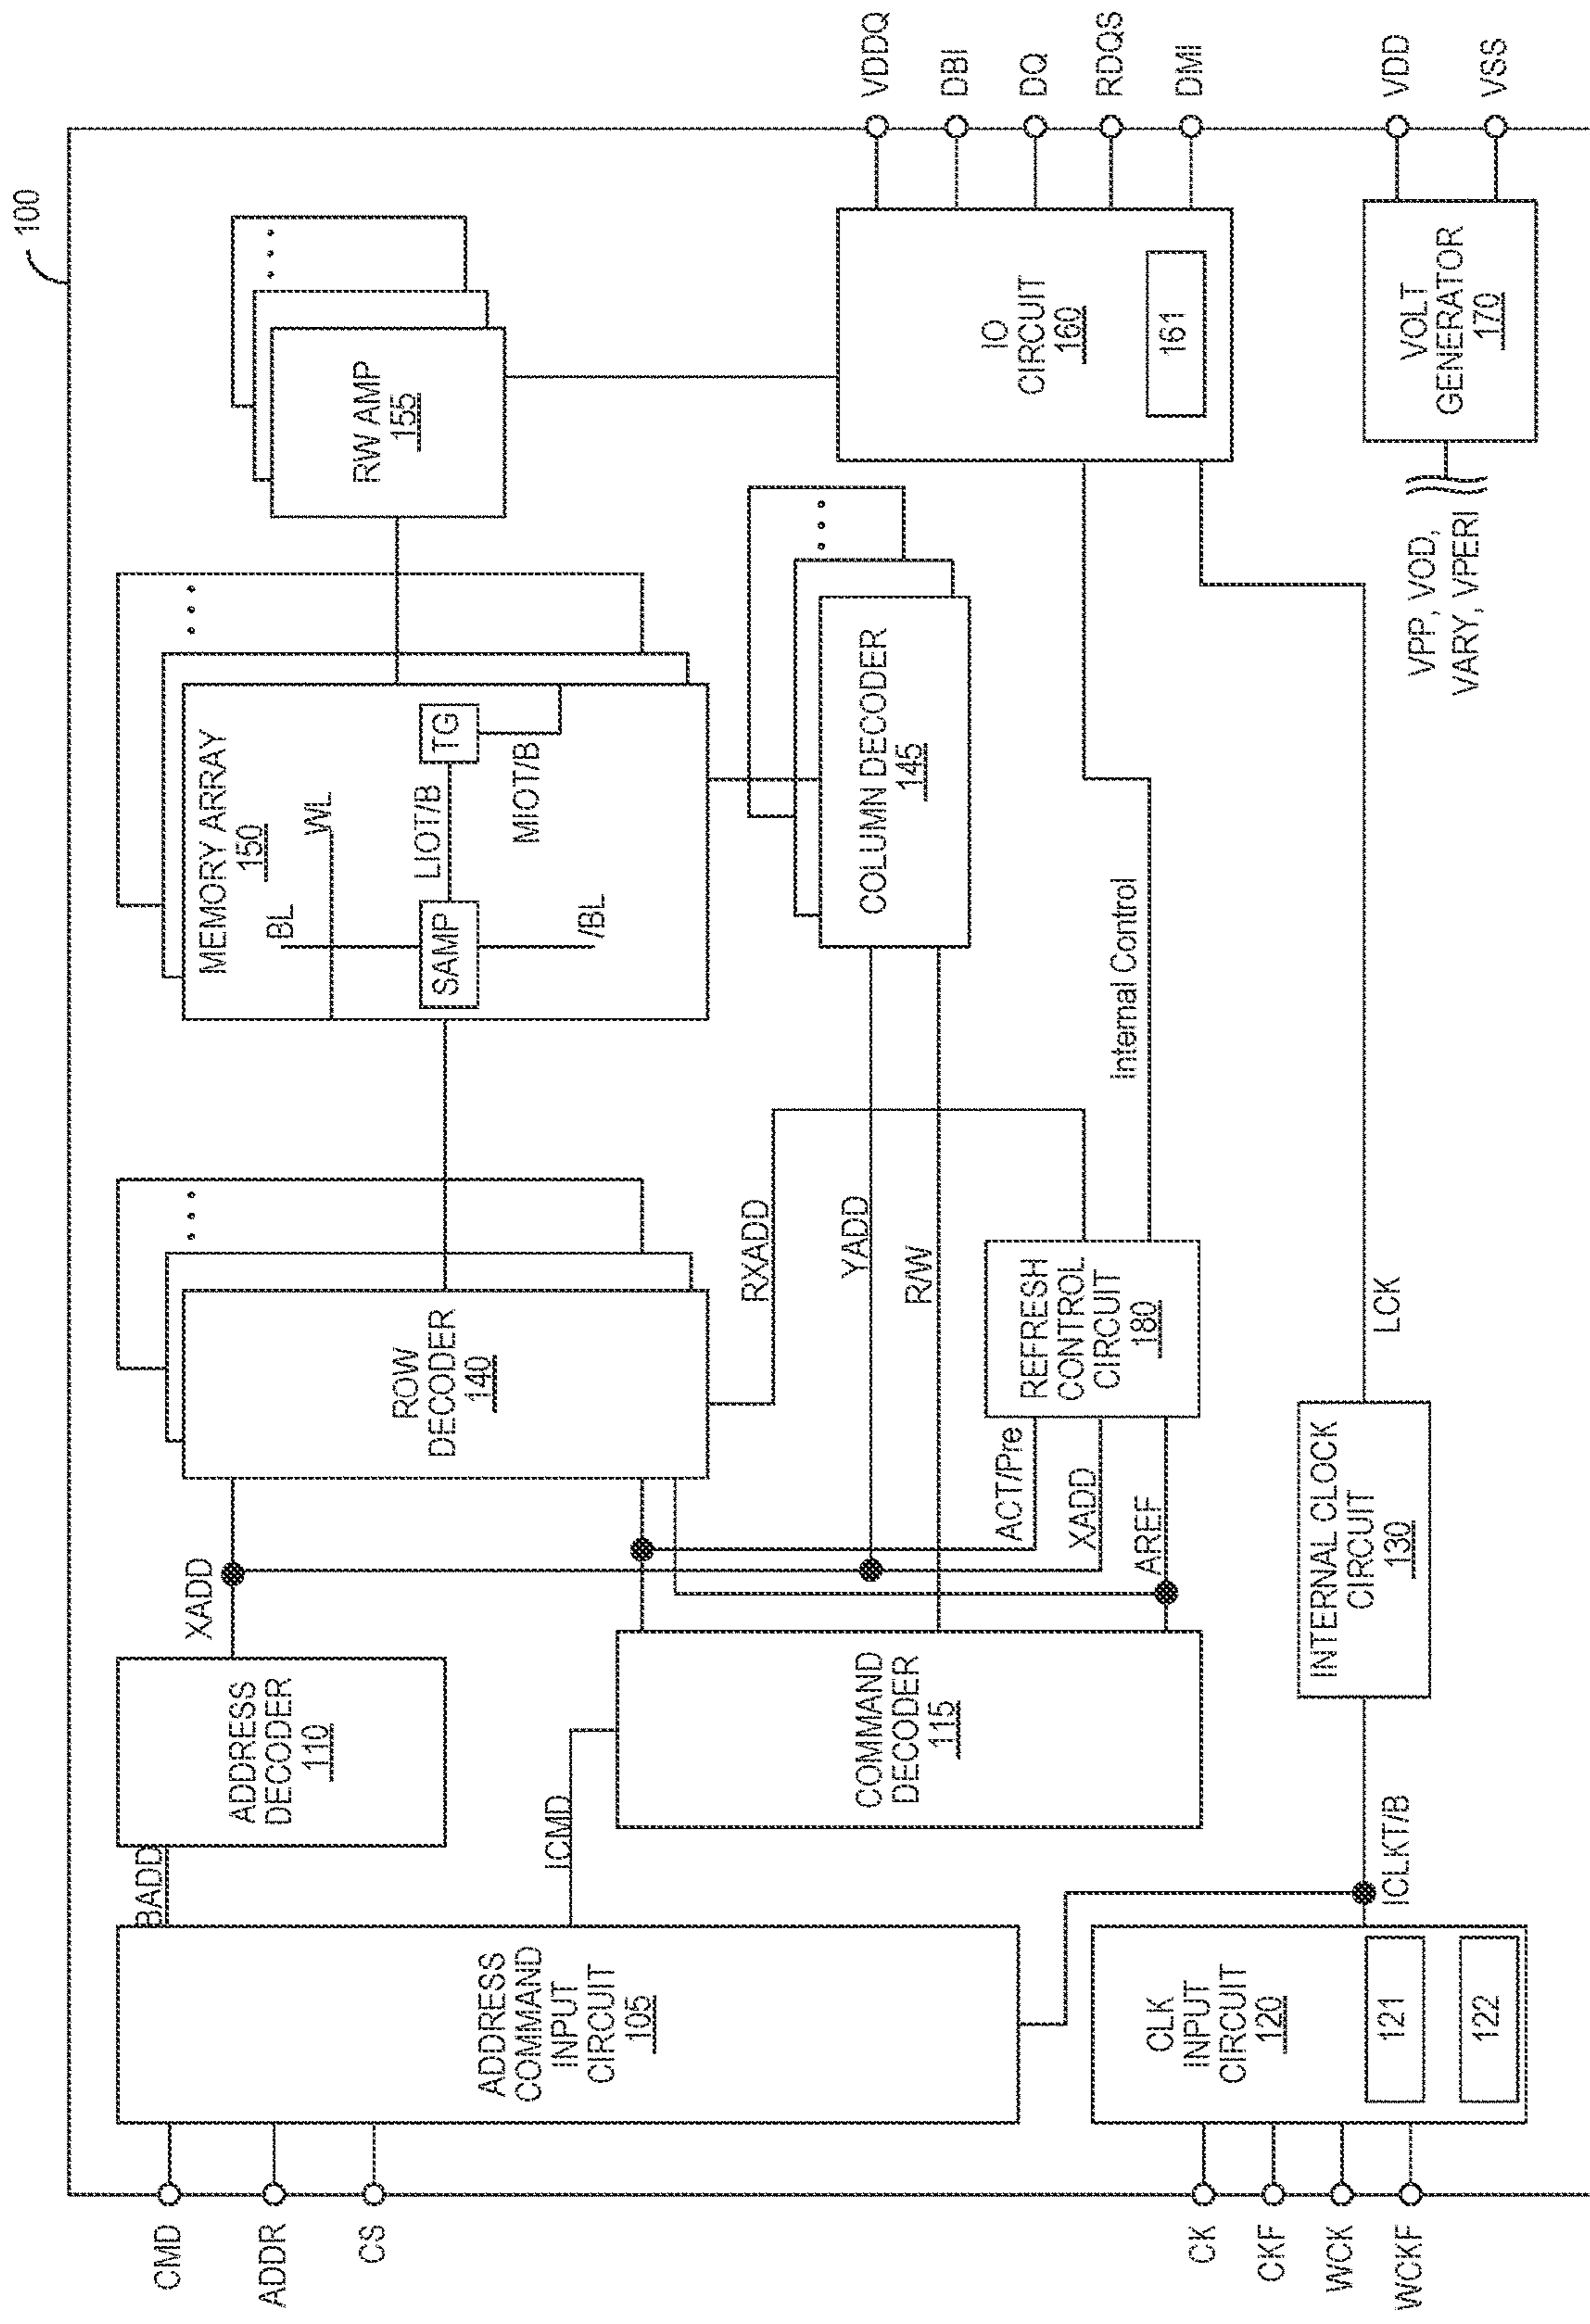 100
CMD
ADDR
CS
CK
CKF
WCK
WCKF
ADDRESS
COMMAND
INPUT
CIRCUIT
105
CLK
INPUT
CIRCUIT
120
121
122
BADD
ICMD
ICLKT/B
ADDRESS
DECODER
110
COMMAND
DECODER
115
INTERNAL CLOCK
CIRCUIT
130
XADD
ACT/Pre
XADD
AREF
ROW
DECODER
140
REFRESH
CONTROL
CIRCUIT
180
LCK
RXADD
YADD
R/W
Internal Control
MEMORY ARRAY
150
BL
WL
SAMP
/BL
LIOT/B
TG
MIOT/B
COLUMN DECODER
145
RW AMP
155
IO
CIRCUIT
160
161
VPP, VOD,
VARY, VPERI
VOLT
GENERATOR
170
VDDQ
DBI
DQ
RDQS
DMI
VDD
VSS